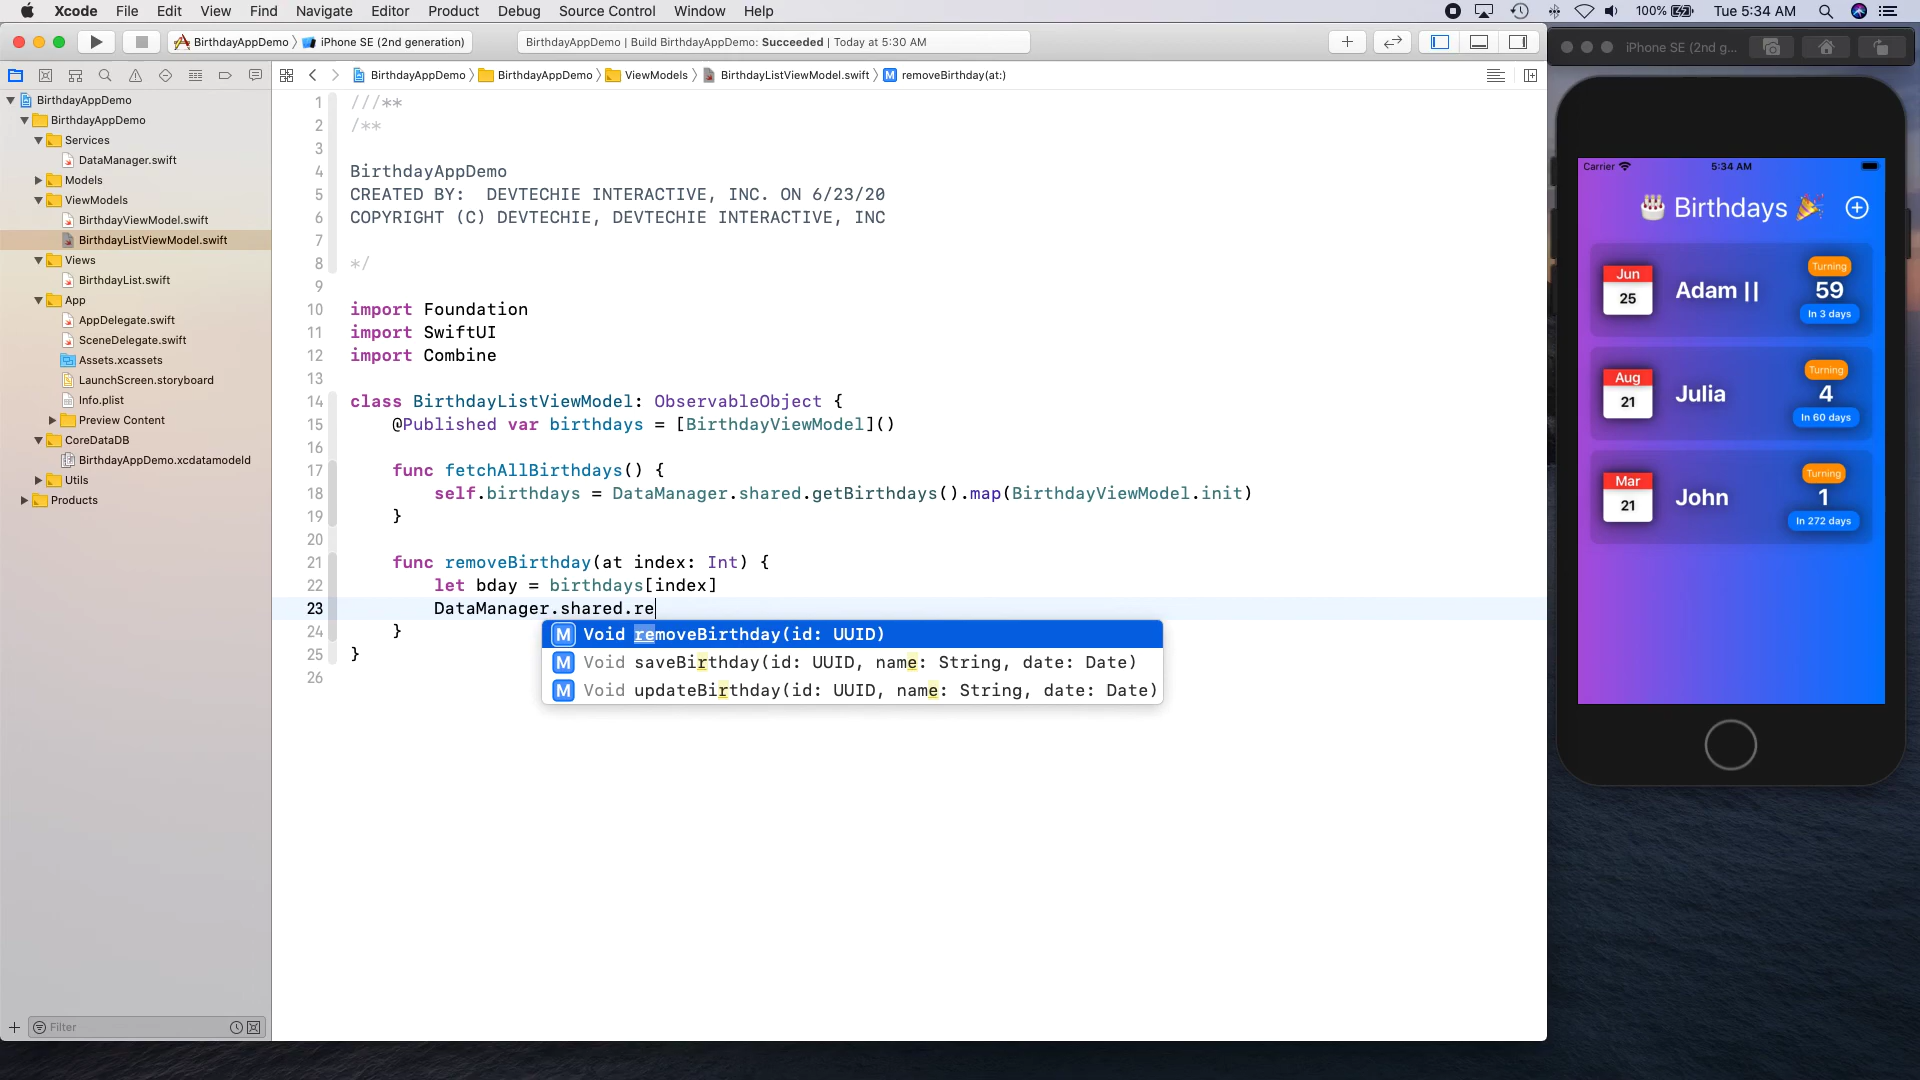 Xcode File Edit View Find Navigate Editor Product Debug Source Control Window Help
100% Tue 5:34 AM
BirthdayAppDemo iPhone SE (2nd generation)
BirthdayAppDemo | Build BirthdayAppDemo: Succeeded | Today at 5:30 AM
iPhone SE (2nd g...
BirthdayAppDemo BirthdayAppDemo ViewModels BirthdayListViewModel.swift M removeBirthday(at:)
BirthdayAppDemo
BirthdayAppDemo
Services
DataManager.swift
Models
ViewModels
BirthdayViewModel.swift
BirthdayListViewModel.swift
Views
BirthdayList.swift
App
AppDelegate.swift
SceneDelegate.swift
Assets.xcassets
LaunchScreen.storyboard
Info.plist
Preview Content
CoreDataDB
BirthdayAppDemo.xcdatamodeld
Utils
Products
Filter
1 ///**
2 /**
3
4 BirthdayAppDemo
5 CREATED BY:  DEVTECHIE INTERACTIVE, INC. ON 6/23/20
6 COPYRIGHT (C) DEVTECHIE, DEVTECHIE INTERACTIVE, INC
7
8 */
9
10 import Foundation
11 import SwiftUI
12 import Combine
13
14 class BirthdayListViewModel: ObservableObject {
15 @Published var birthdays = [BirthdayViewModel]()
16
17 func fetchAllBirthdays() {
18 self.birthdays = DataManager.shared.getBirthdays().map(BirthdayViewModel.init)
19 }
20
21 func removeBirthday(at index: Int) {
22 let bday = birthdays[index]
23 DataManager.shared.re
24 }
25 }
26
M Void removeBirthday(id: UUID)
M Void saveBirthday(id: UUID, name: String, date: Date)
M Void updateBirthday(id: UUID, name: String, date: Date)
Carrier 5:34 AM
🎂 Birthdays 🎉
Jun
25
Adam ||
Turning
59
In 3 days
Aug
21
Julia
Turning
4
In 60 days
Mar
21
John
Turning
1
In 272 days